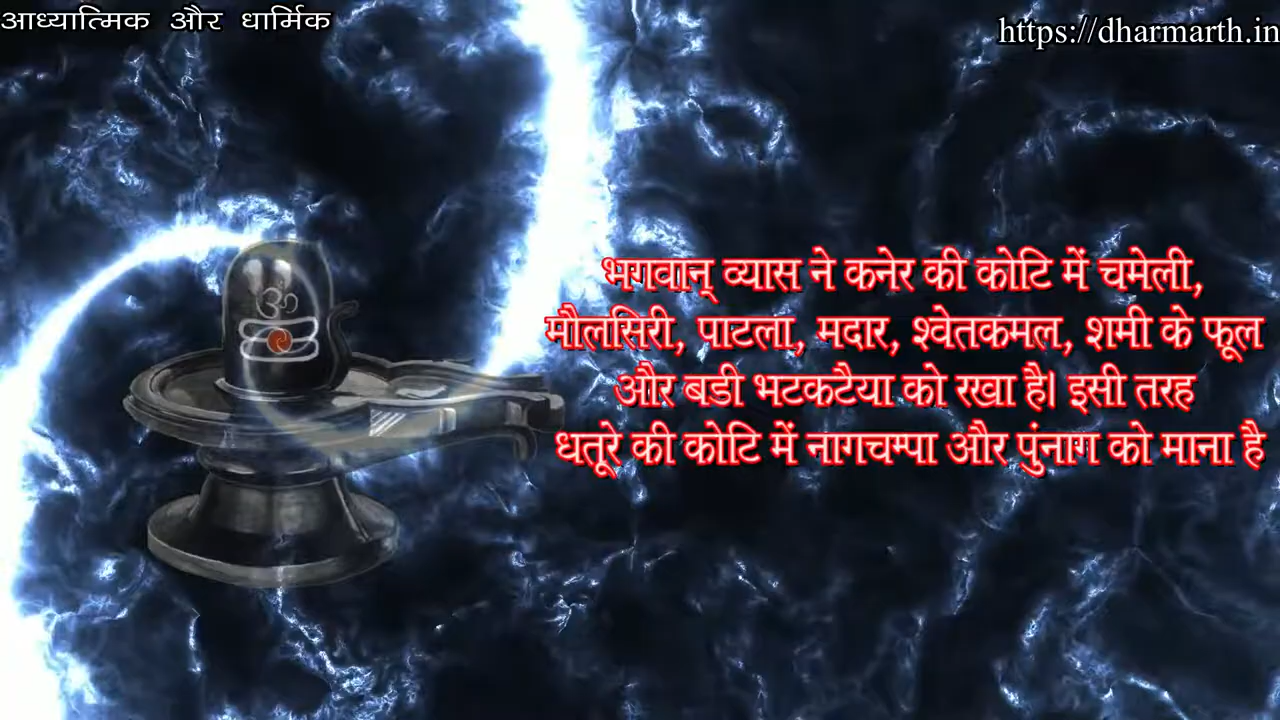 आध्यात्मिक और धार्मिक
https://dharmarth.in
भगवान् व्यास ने कनेर की कोटि में चमेली,
मौलसिरी, पाटला, मदार, श्वेतकमल, शमी के फूल
और बडी भटकटैया को रखा है। इसी तरह
धतूरे की कोटि में नागचम्पा और पुंनाग को माना है